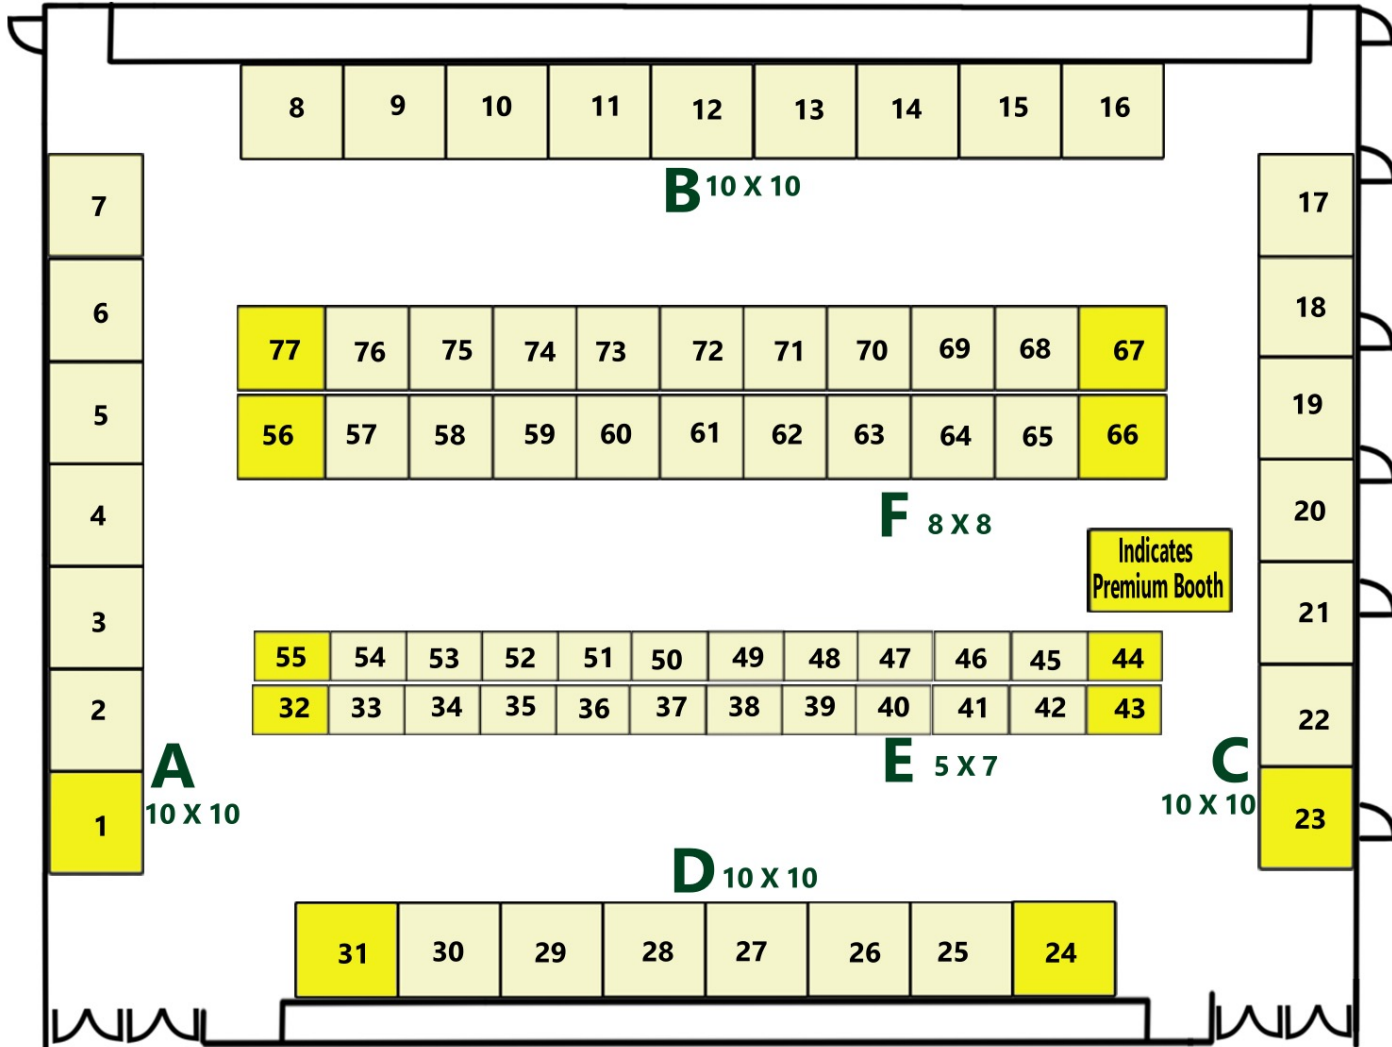 8 9 10 11 12 13 14 15 16
B 10 X 10
7
6
5
4
3
2
1
A
10 X 10
77 76 75 74 73 72 71 70 69 68 67
56 57 58 59 60 61 62 63 64 65 66
F 8 X 8
Indicates
Premium Booth
55 54 53 52 51 50 49 48 47 46 45 44
32 33 34 35 36 37 38 39 40 41 42 43
E 5 X 7
17
18
19
20
21
22
23
C
10 X 10
D 10 X 10
31 30 29 28 27 26 25 24